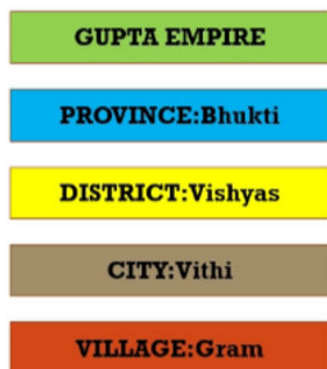 GUPTA EMPIRE
PROVINCE:Bhukti
DISTRICT:Vishyas
CITY:Vithi
VILLAGE:Gram